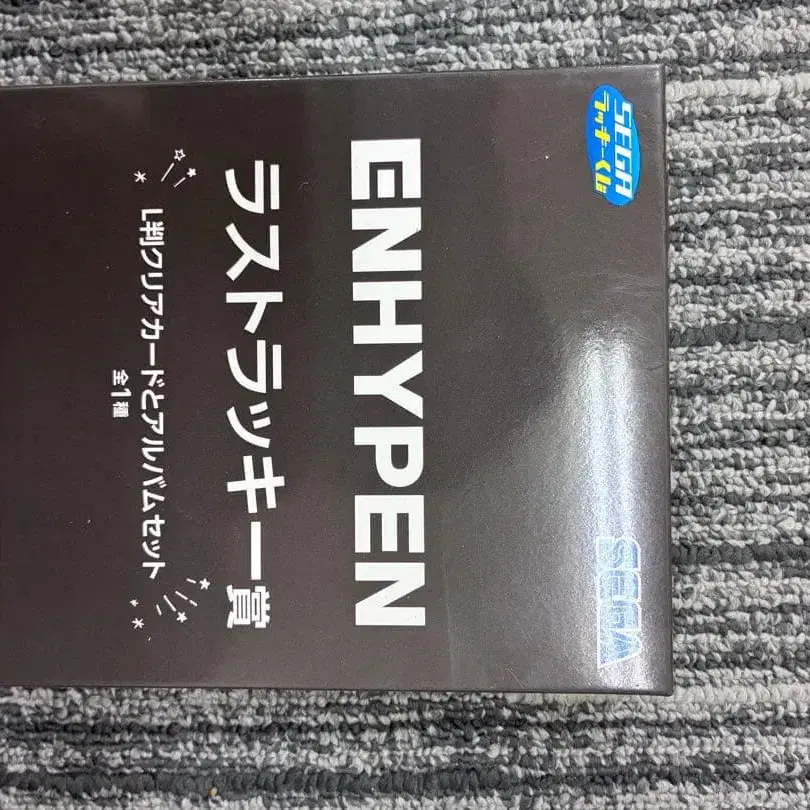 SEGA
ラッキーくじ
SEGA
ENHYPEN
ラストラッキー賞
L判クリアカードとアルバムセット
全1種